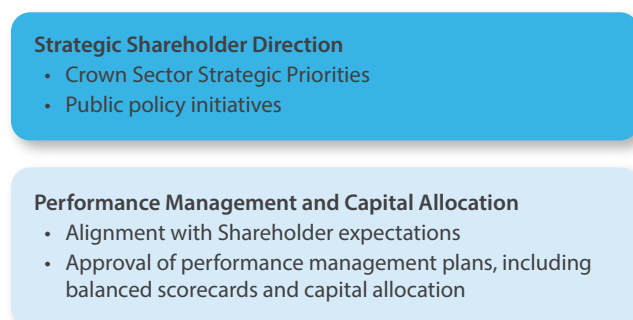 Strategic Shareholder Direction
• Crown Sector Strategic Priorities
• Public policy initiatives
Performance Management and Capital Allocation
• Alignment with Shareholder expectations
• Approval of performance management plans, including
balanced scorecards and capital allocation